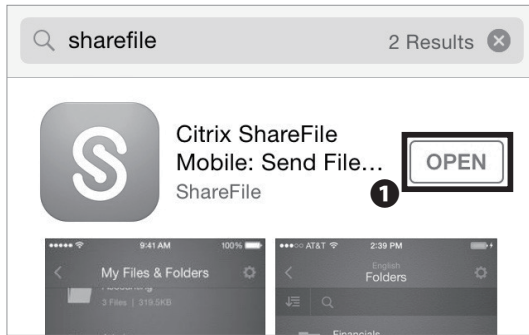 sharefile 2 Results
Citrix ShareFile
Mobile: Send File...
ShareFile
1 OPEN
9:41 AM 100%
My Files & Folders
3 Files | 319.5KB
AT&T 2:39 PM
English
Folders
Financials